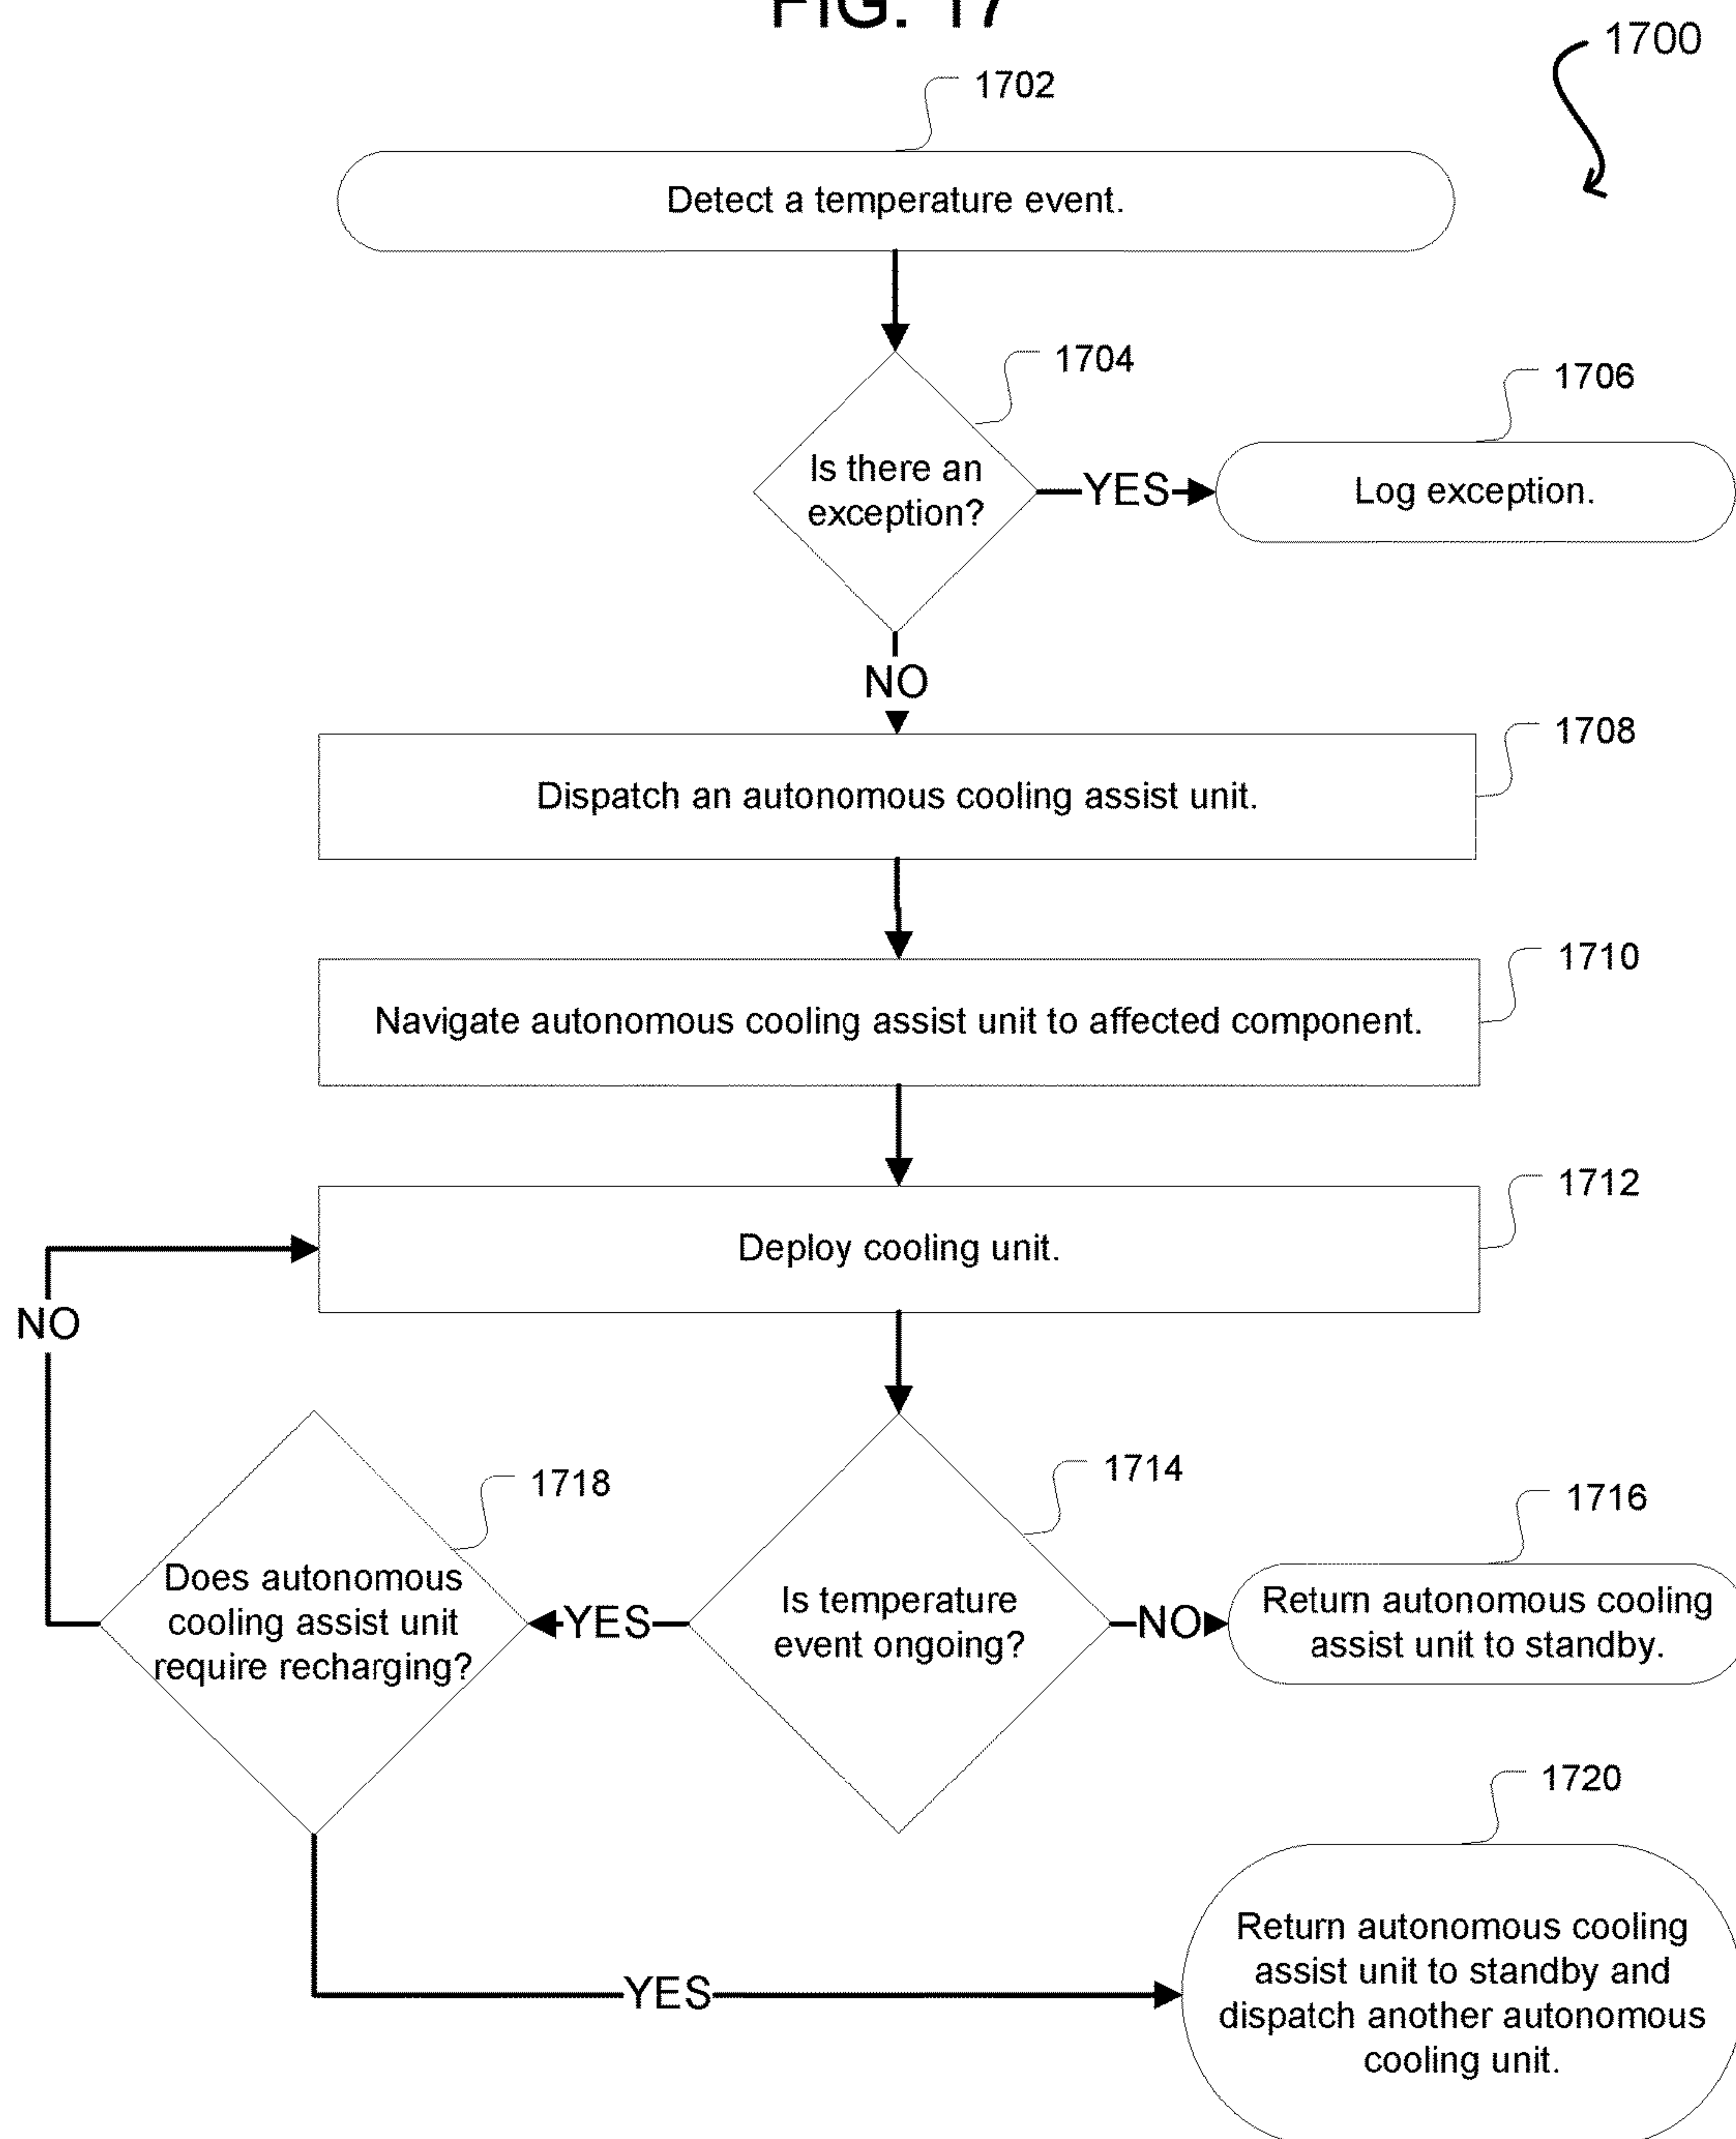 FIG. 17
1700
1702
Detect a temperature event.
1704
1706
Is there an
exception?
YES
Log exception.
NO
1708
Dispatch an autonomous cooling assist unit.
1710
Navigate autonomous cooling assist unit to affected component.
1712
Deploy cooling unit.
NO
1718
1714
1716
Does autonomous
cooling assist unit
require recharging?
YES
Is temperature
event ongoing?
NO
Return autonomous cooling
assist unit to standby.
1720
YES
Return autonomous cooling
assist unit to standby and
dispatch another autonomous
cooling unit.